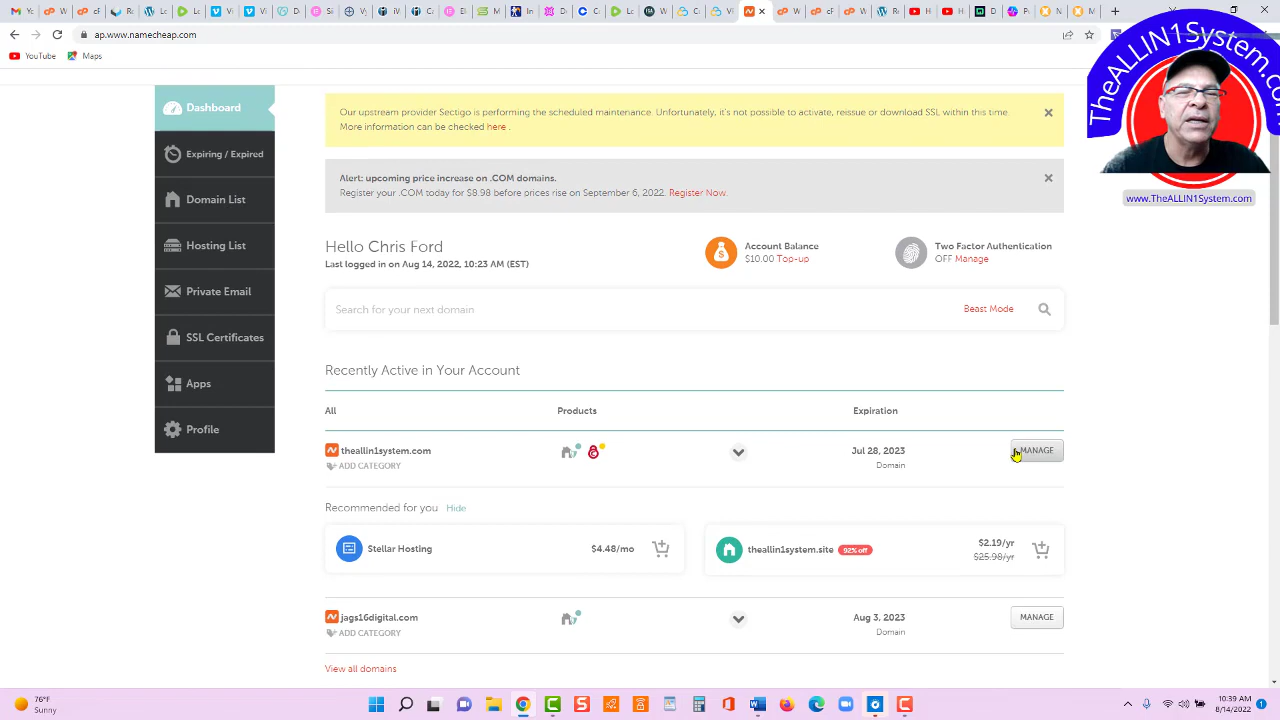 ap.www.namecheap.com
YouTube
Maps
TheALLIN1System.com
www.TheALLIN1System.com
Dashboard
Expiring / Expired
Domain List
Hosting List
Private Email
SSL Certificates
Apps
Profile
Our upstream provider Sectigo is performing the scheduled maintenance. Unfortunately, it's not possible to activate, reissue or download SSL within this time.
More information can be checked here .
Alert: upcoming price increase on .COM domains.
before prices rise on September 6, 2022. Register Now.
Hello Chris Ford
Last logged in on Aug 14, 2022, 10:23 AM (EST)
Account Balance
$10.00 Top-up
Two Factor Authentication
OFF Manage
Search for your next domain
Beast Mode
Recently Active in Your Account
All Products Expiration
theallin1system.com Jul 28, 2023 MANAGE
ADD CATEGORY Domain
Recommended for you Hide
Stellar Hosting $4.48/mo
theallin1system.site 92% off $2.19/yr
$25.98/yr
jags16digital.com Aug 3, 2023 MANAGE
ADD CATEGORY Domain
View all domains
76°F
Sunny
10:39 AM
8/14/2022